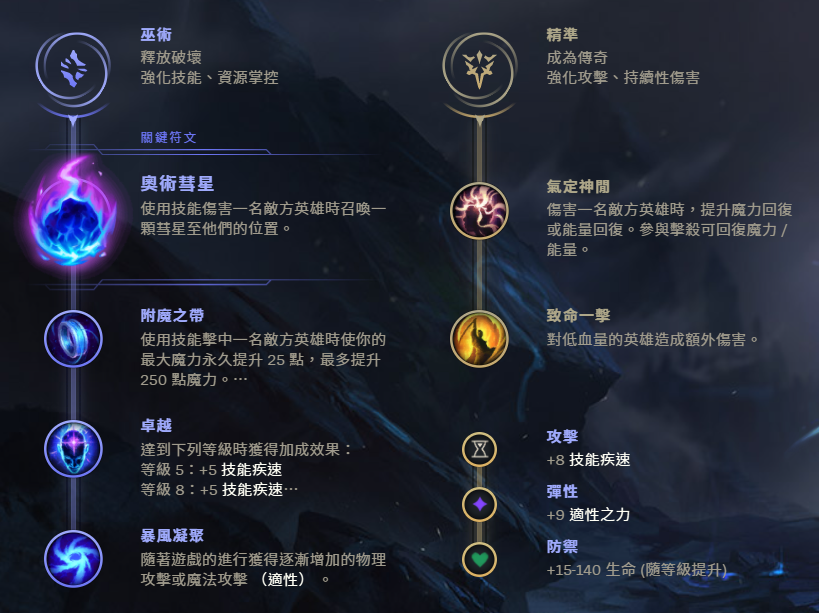 巫術
釋放破壞
強化技能、資源掌控
關鍵符文
奧術彗星
使用技能傷害一名敵方英雄時召喚一
顆彗星至他們的位置。
附魔之帶
使用技能擊中一名敵方英雄時使你的
最大魔力永久提升 25 點，最多提升
250 點魔力。…
卓越
達到下列等級時獲得加成效果：
等級 5：+5 技能疾速
等級 8：+5 技能疾速…
暴風凝聚
隨著遊戲的進行獲得逐漸增加的物理
攻擊或魔法攻擊 （適性） 。
精準
成為傳奇
強化攻擊、持續性傷害
氣定神閒
傷害一名敵方英雄時，提升魔力回復
或能量回復。參與擊殺可回復魔力 /
能量。
致命一擊
對低血量的英雄造成額外傷害。
攻擊
+8 技能疾速
彈性
+9 適性之力
防禦
+15-140 生命 (隨等級提升)